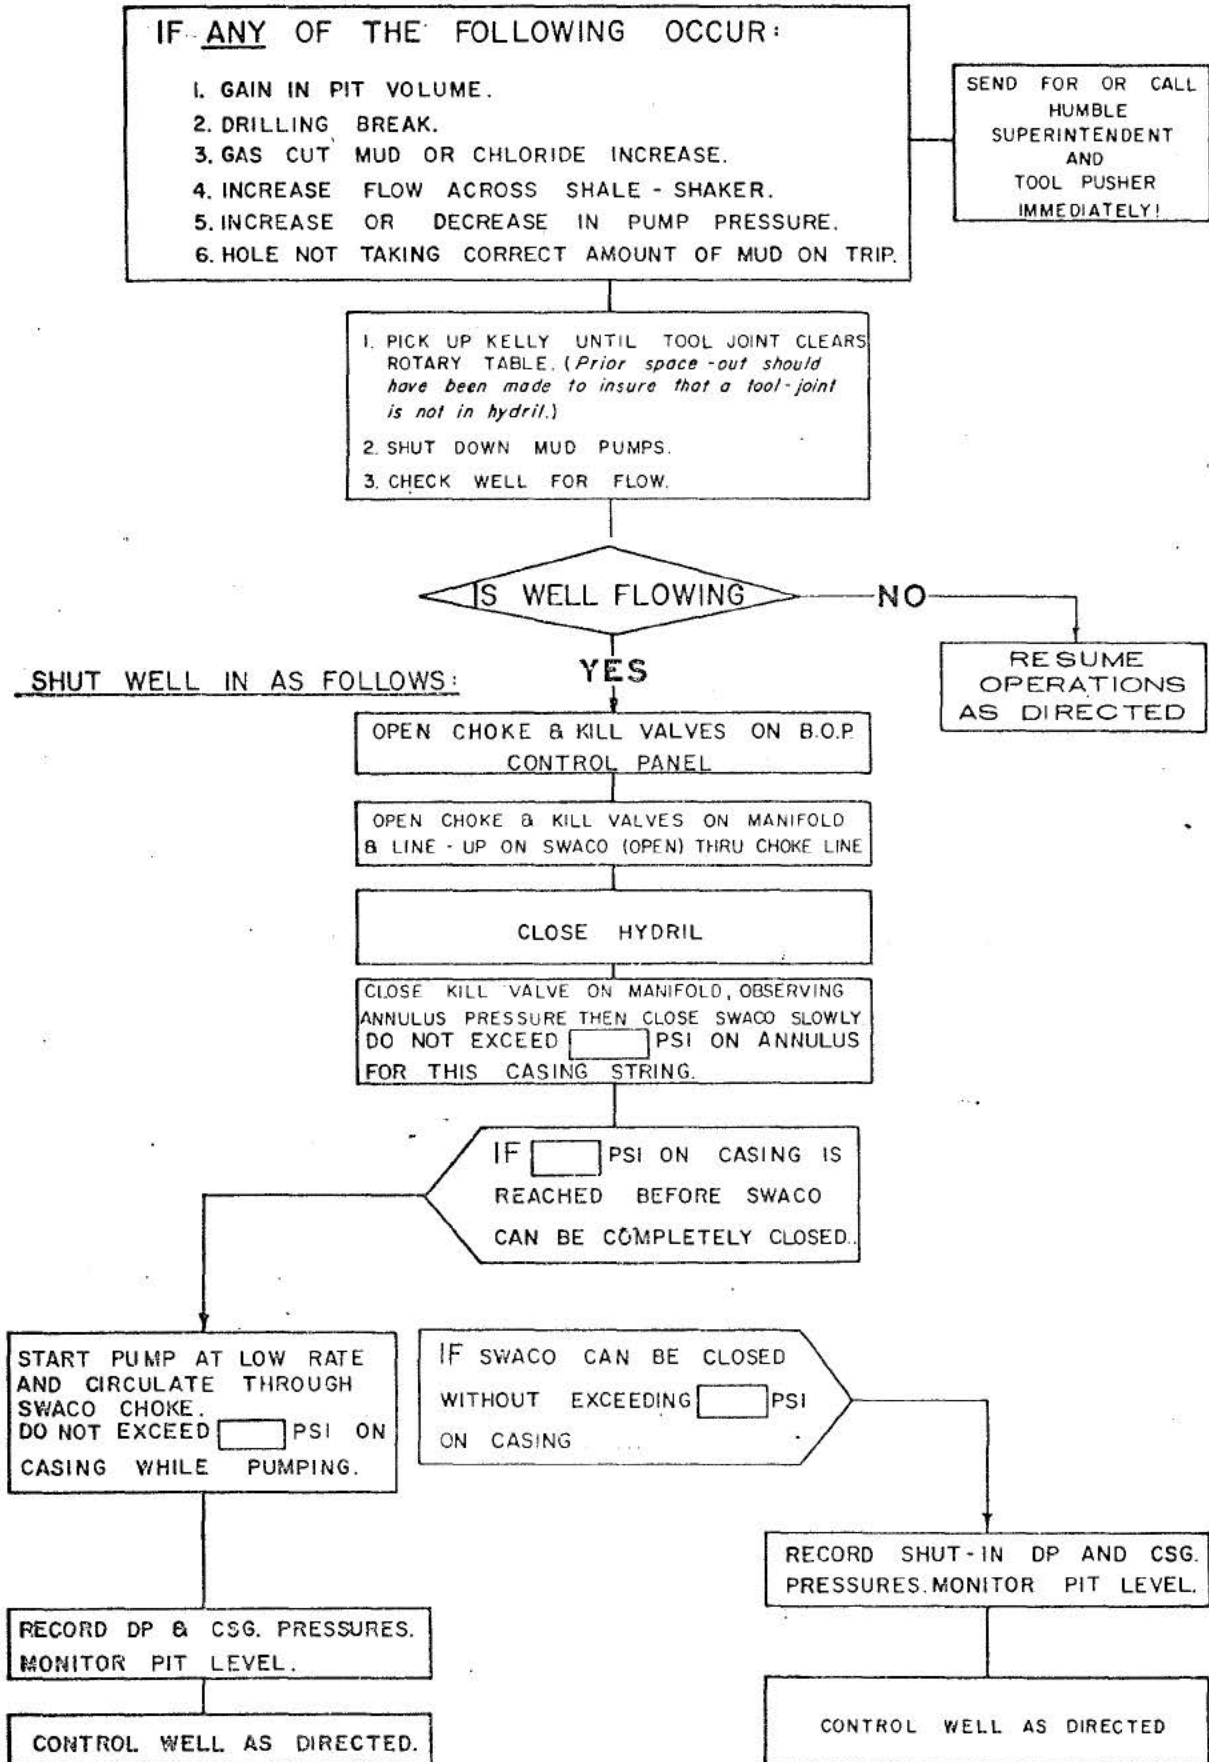 IF ANY OF THE FOLLOWING OCCUR:
1. GAIN IN PIT VOLUME.
2. DRILLING BREAK.
3. GAS CUT MUD OR CHLORIDE INCREASE.
4. INCREASE FLOW ACROSS SHALE - SHAKER.
5. INCREASE OR DECREASE IN PUMP PRESSURE.
6. HOLE NOT TAKING CORRECT AMOUNT OF MUD ON TRIP.
SEND FOR OR CALL
HUMBLE
SUPERINTENDENT
AND
TOOL PUSHER
IMMEDIATELY!
1. PICK UP KELLY UNTIL TOOL JOINT CLEARS
ROTARY TABLE. (Prior space-out should
have been made to insure that a tool-joint
is not in hydril.)
2. SHUT DOWN MUD PUMPS.
3. CHECK WELL FOR FLOW.
IS WELL FLOWING
NO
RESUME
OPERATIONS
AS DIRECTED
YES
SHUT WELL IN AS FOLLOWS:
OPEN CHOKE & KILL VALVES ON B.O.P.
CONTROL PANEL
OPEN CHOKE & KILL VALVES ON MANIFOLD
& LINE - UP ON SWACO (OPEN) THRU CHOKE LINE
CLOSE HYDRIL
CLOSE KILL VALVE ON MANIFOLD, OBSERVING
ANNULUS PRESSURE THEN CLOSE SWACO SLOWLY
DO NOT EXCEED PSI ON ANNULUS
FOR THIS CASING STRING.
IF PSI ON CASING IS
REACHED BEFORE SWACO
CAN BE COMPLETELY CLOSED..
START PUMP AT LOW RATE
AND CIRCULATE THROUGH
SWACO CHOKE.
DO NOT EXCEED PSI ON
CASING WHILE PUMPING.
IF SWACO CAN BE CLOSED
WITHOUT EXCEEDING PSI
ON CASING ...
RECORD SHUT-IN DP AND CSG.
PRESSURES. MONITOR PIT LEVEL.
RECORD DP & CSG. PRESSURES.
MONITOR PIT LEVEL.
CONTROL WELL AS DIRECTED.
CONTROL WELL AS DIRECTED